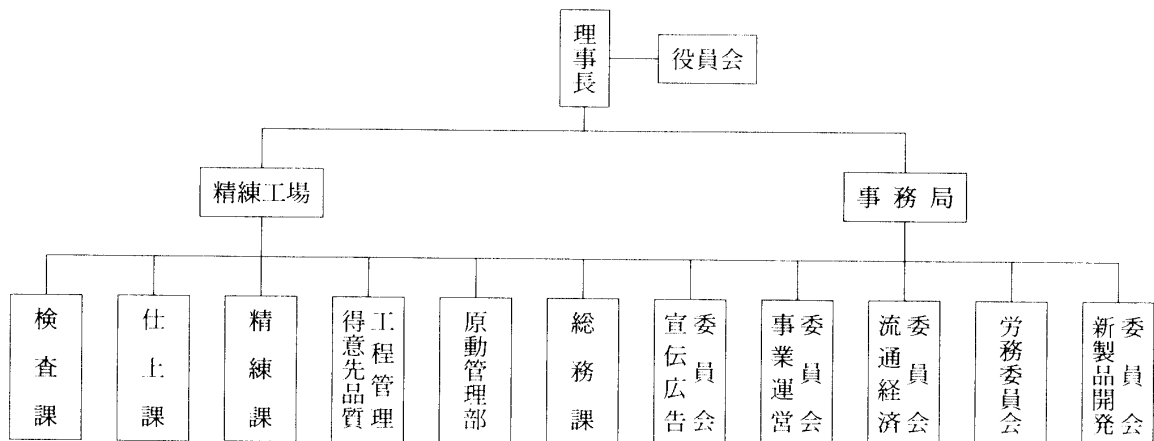 理事長
役員会
精練工場
事務局
検査課
仕上課
精練課
得意先品質
工程管理
原動管理部
総務課
宣伝広告
委員会
事業運営
委員会
流通経済
委員会
労務委員会
新製品開発
委員会